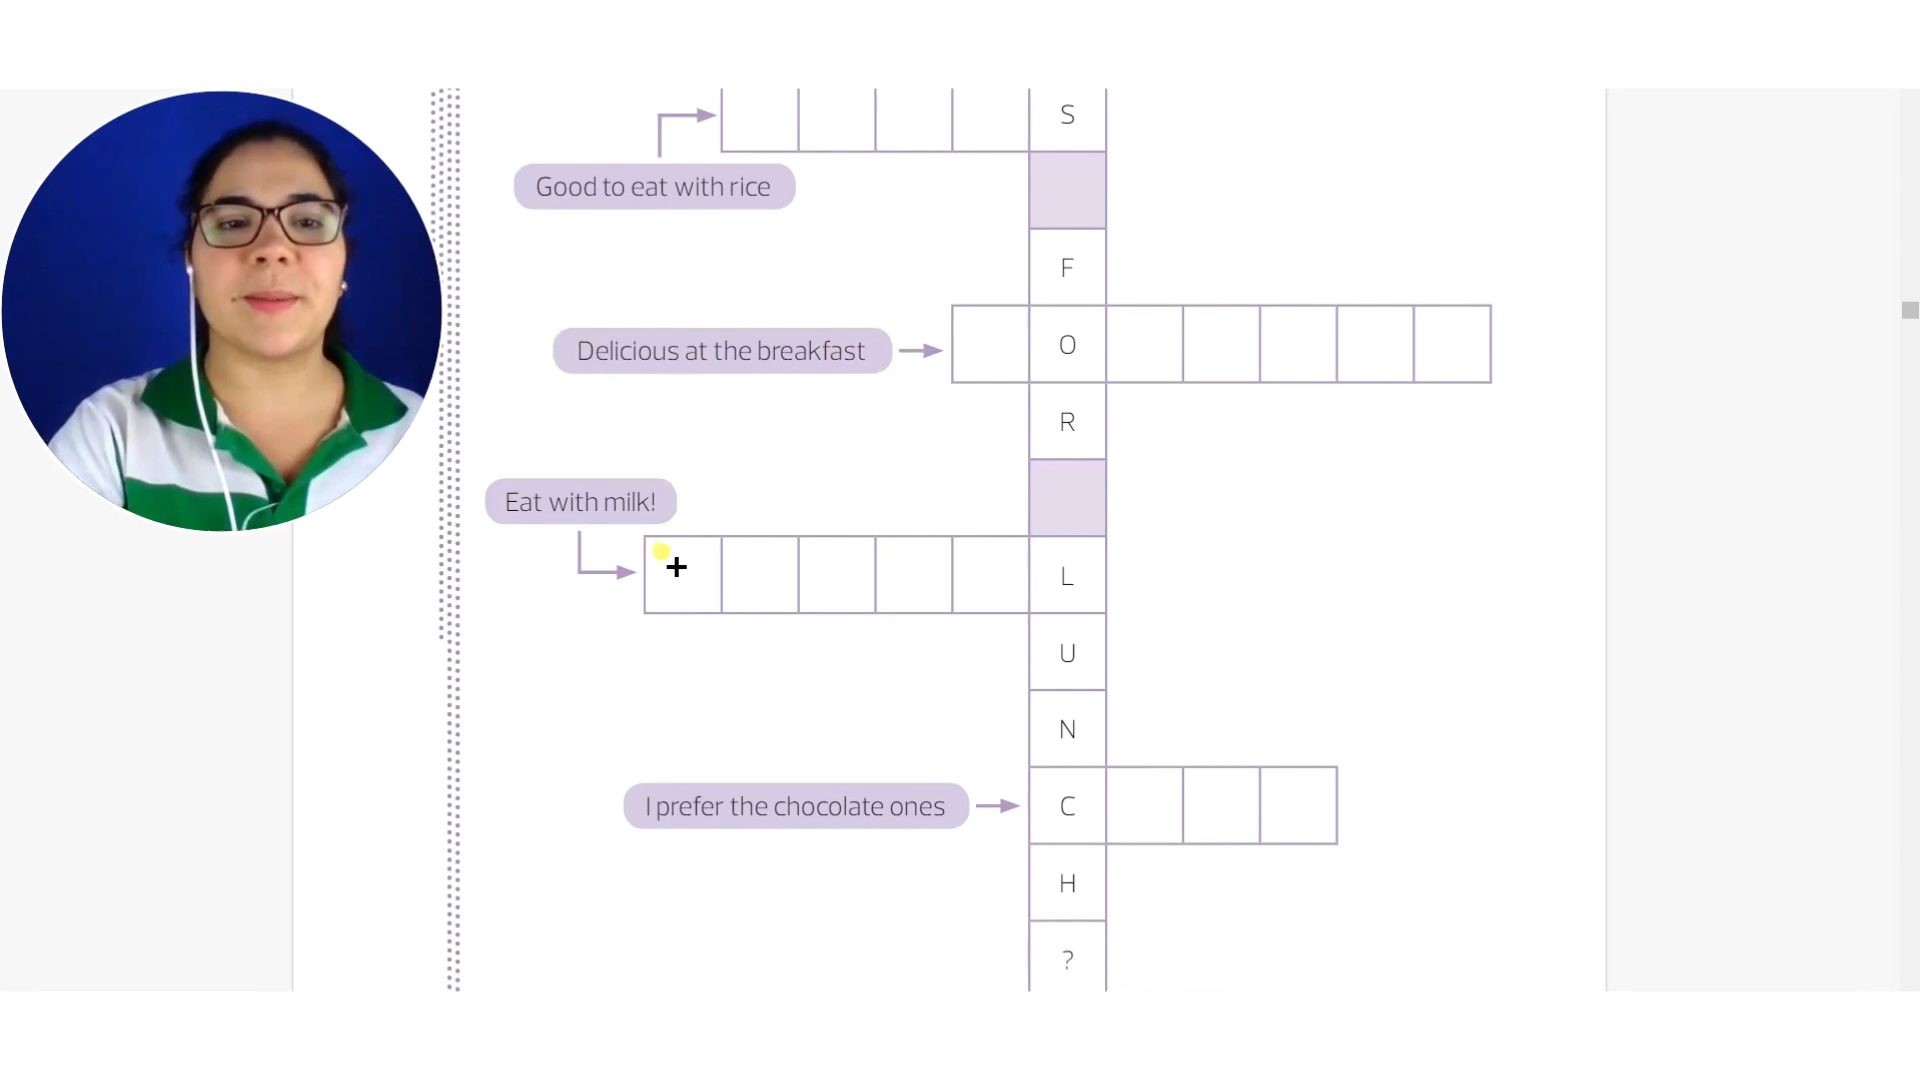 S
Good to eat with rice
F
Delicious at the breakfast
O
R
Eat with milk!
L
U
N
I prefer the chocolate ones
C
H
?